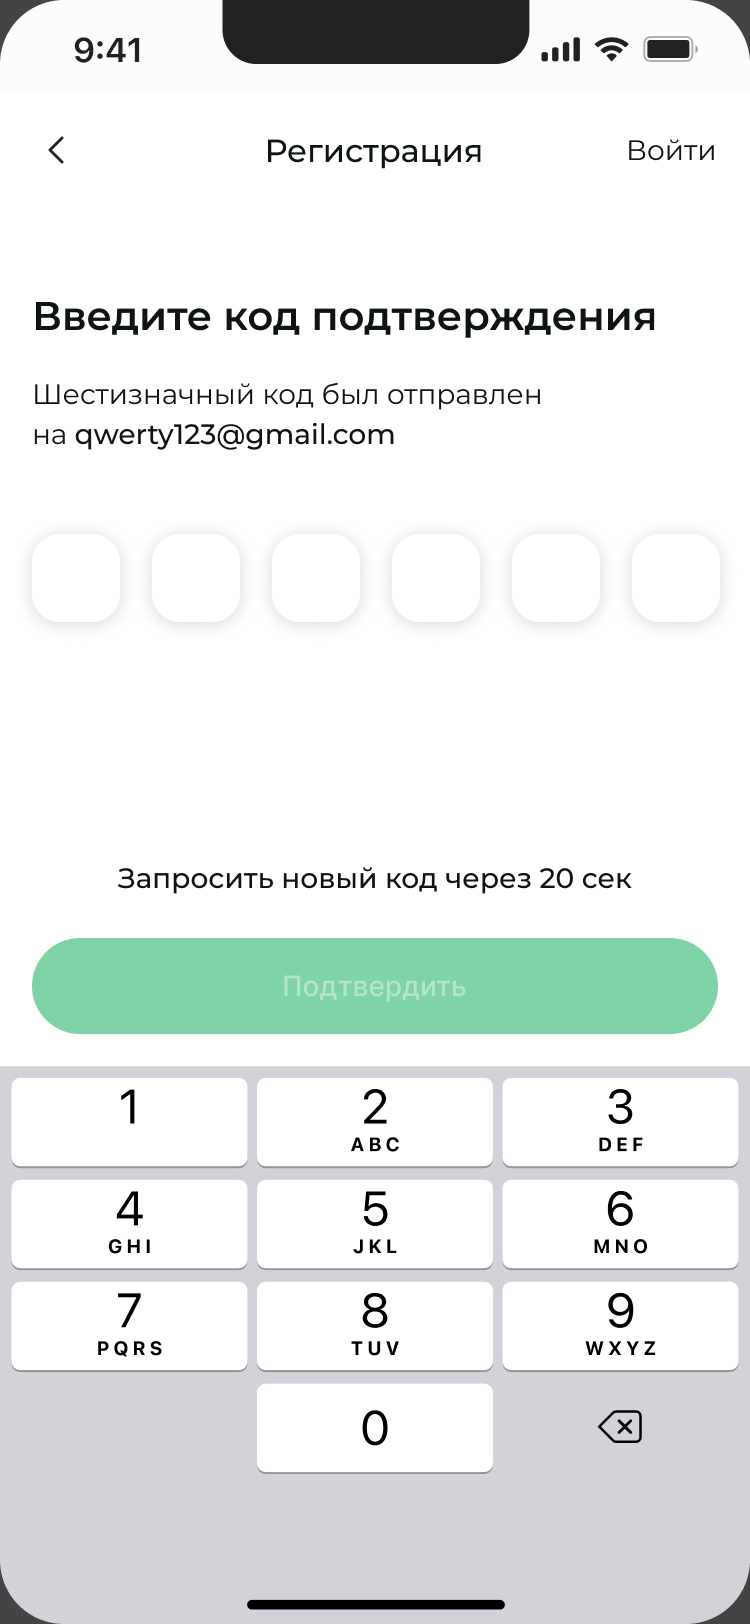 9:41
Регистрация
Войти
Введите код подтверждения
Шестизначный код был отправлен
на qwerty123@gmail.com
Запросить новый код через 20 сек
Подтвердить
1
2
ABC
3
DEF
4
GHI
5
JKL
6
MNO
7
PQRS
8
TUV
9
WXYZ
0